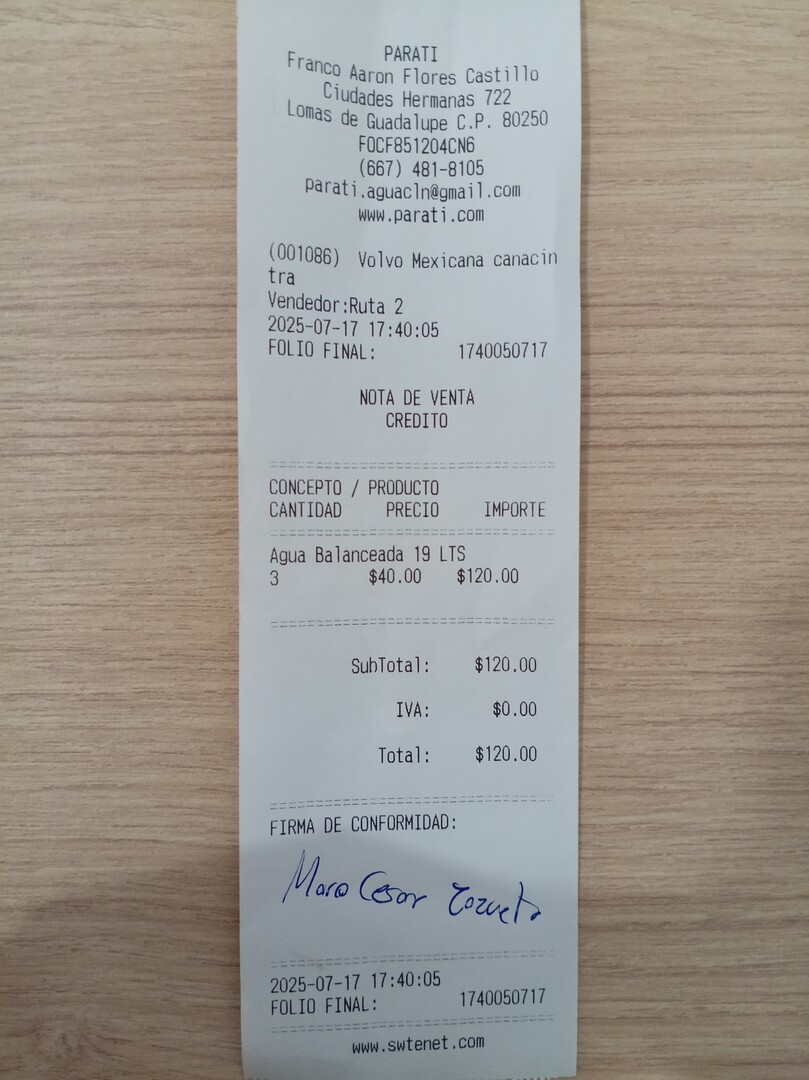 PARATI
Franco Aaron Flores Castillo
Ciudades Hermanas 722
Lomas de Guadalupe C.P. 80250
FOCF851204CN6
(667) 481-8105
parati.aguacln@gmail.com
www.parati.com
(001086) Volvo Mexicana canacin
tra
Vendedor:Ruta 2
2025-07-17 17:40:05
FOLIO FINAL: 1740050717
NOTA DE VENTA
CREDITO
CONCEPTO / PRODUCTO
CANTIDAD PRECIO IMPORTE
Agua Balanceada 19 LTS
3 $40.00 $120.00
SubTotal: $120.00
IVA: $0.00
Total: $120.00
FIRMA DE CONFORMIDAD:
Cesar
2025-07-17 17:40:05
FOLIO FINAL: 1740050717
www.swtenet.com